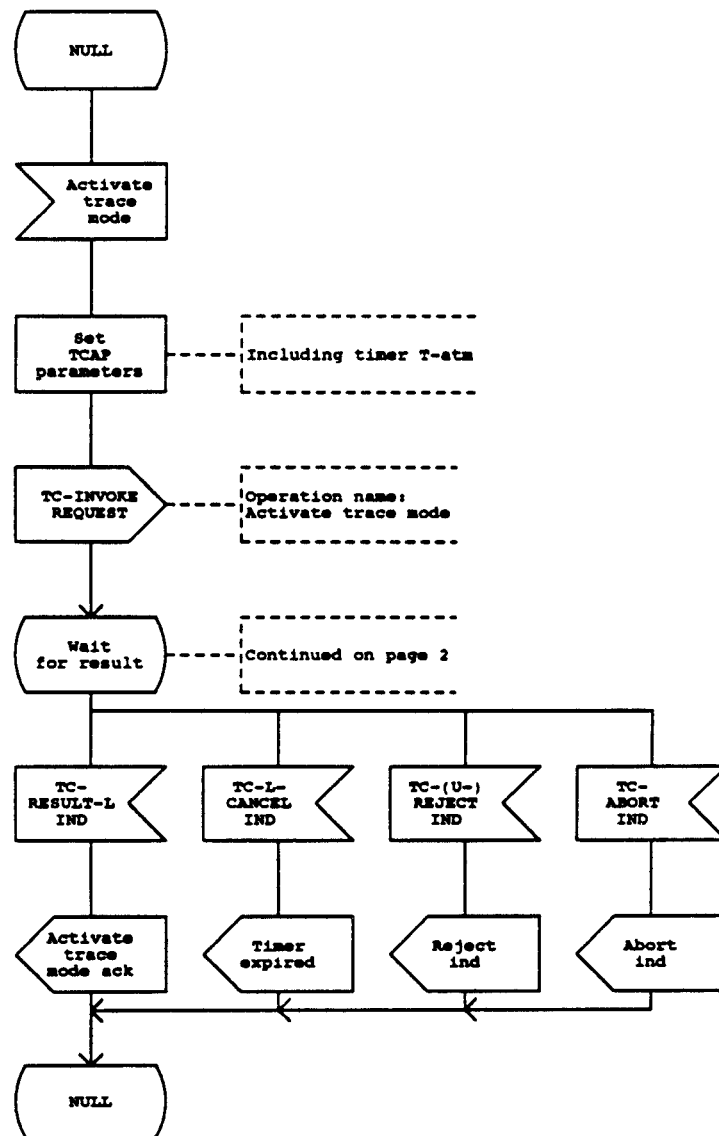 NULL
Activate
trace
mode
Set
TCAP
parameters
Including timer T-atm
TC-INVOKE
REQUEST
Operation name:
Activate trace mode
Wait
for result
Continued on page 2
TC-
RESULT-L
IND
TC-L-
CANCEL
IND
TC-(U-)
REJECT
IND
TC-
ABORT
IND
Activate
trace
mode ack
Timer
expired
Reject
ind
Abort
ind
NULL